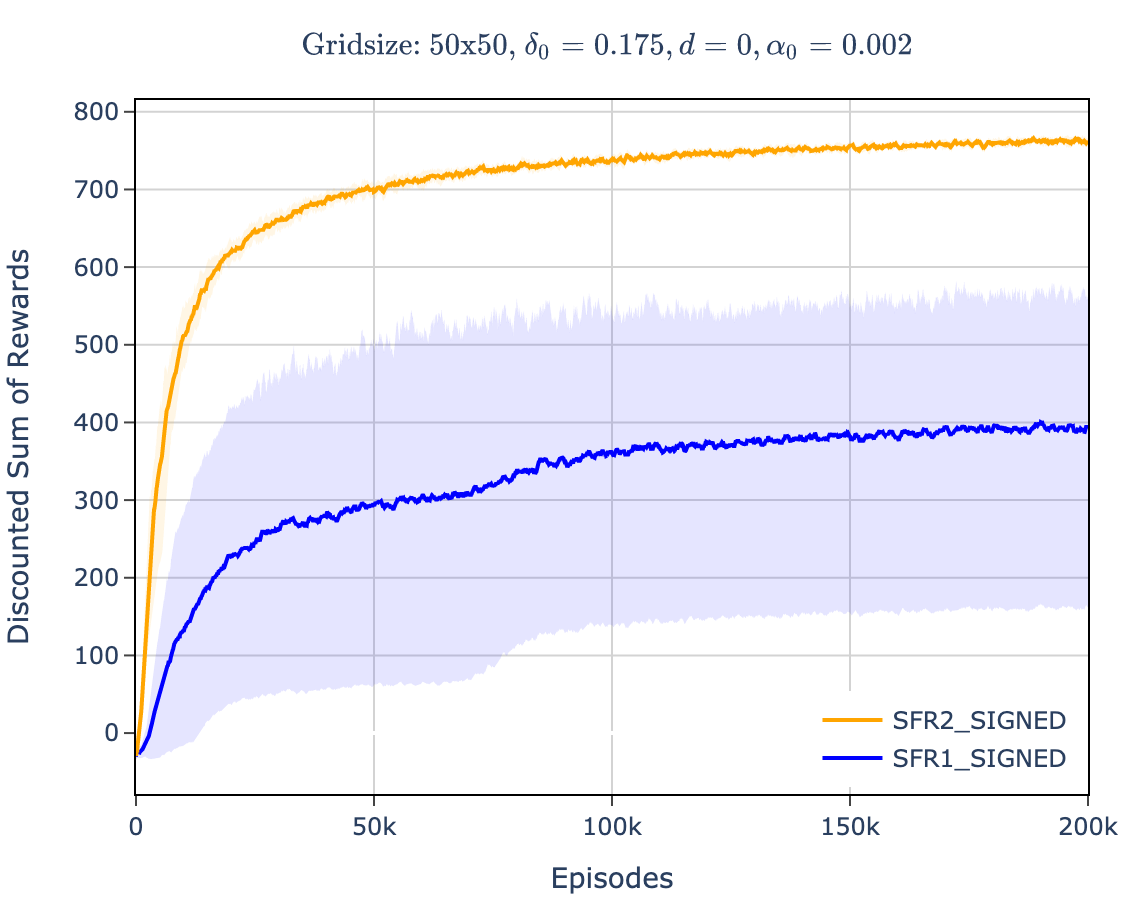 Gridsize: 50x50, δ₀ = 0.175, d = 0, α₀ = 0.002
800
700
600
500
400
300
200
100
0
Discounted Sum of Rewards
SFR2_SIGNED
SFR1_SIGNED
0 50k 100k 150k 200k
Episodes